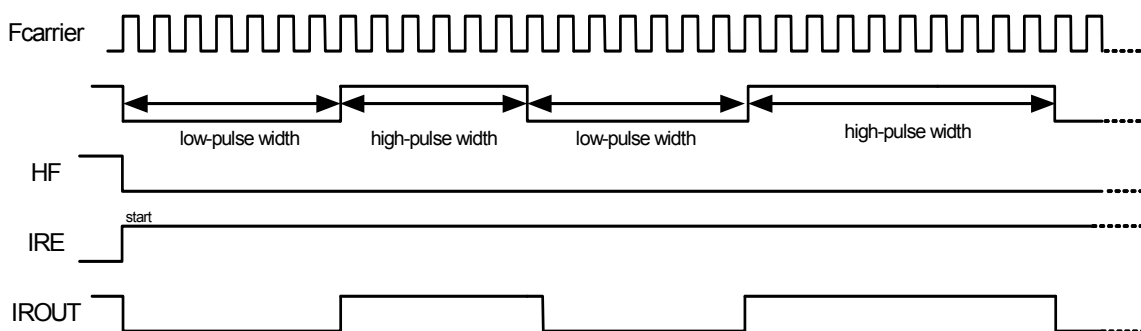 Fcarrier
low-pulse width
high-pulse width
low-pulse width
high-pulse width
HF
start
IRE
IROUT